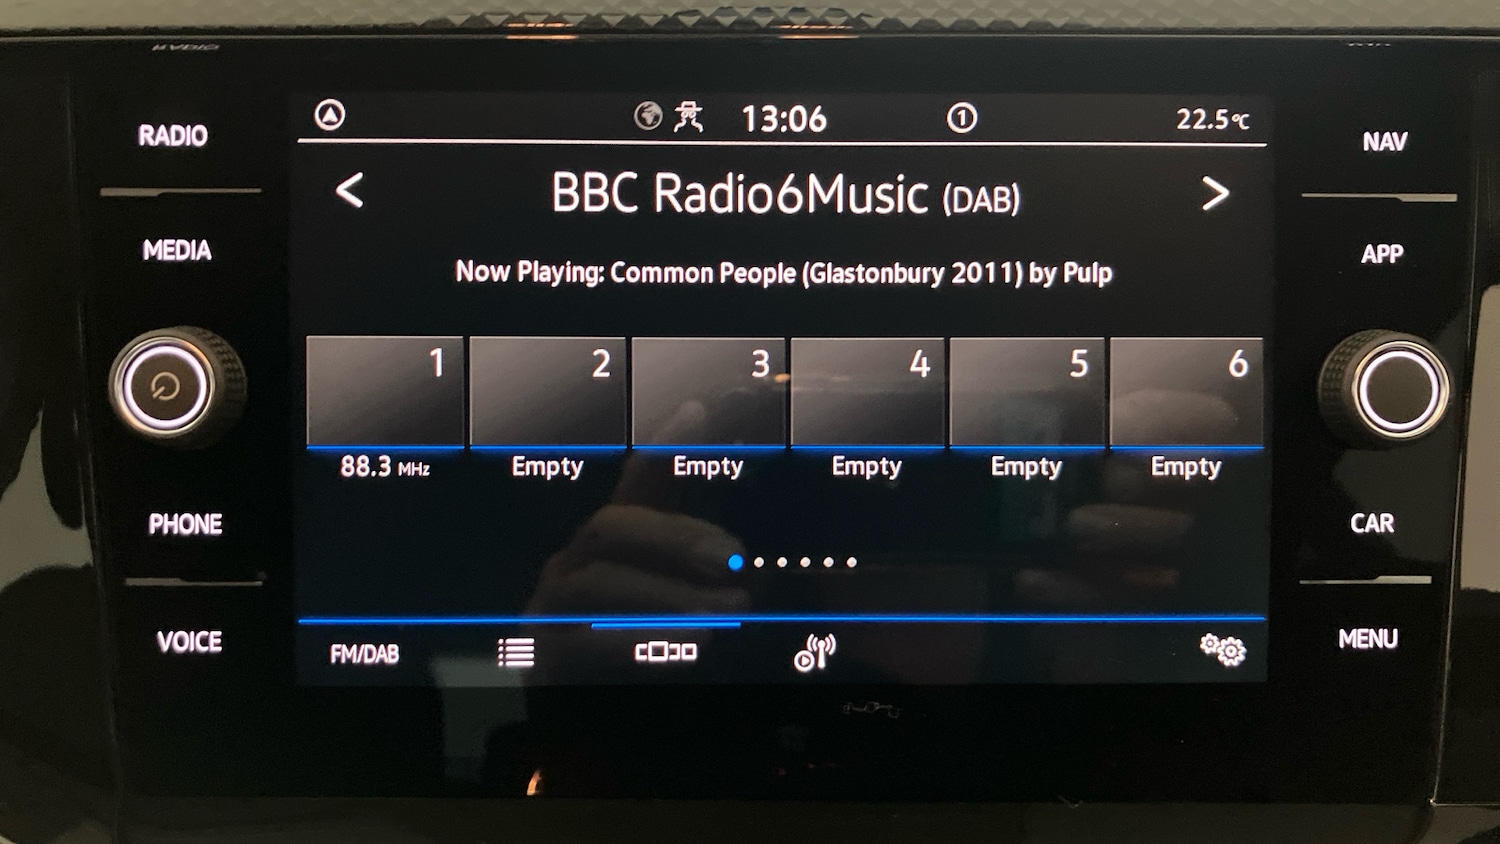 RADIO
MEDIA
PHONE
VOICE
13:06
1
22.5°C
< BBC Radio6Music (DAB) >
Now Playing: Common People (Glastonbury 2011) by Pulp
1 2 3 4 5 6
88.3 MHz Empty Empty Empty Empty Empty
FM/DAB
NAV
APP
CAR
MENU